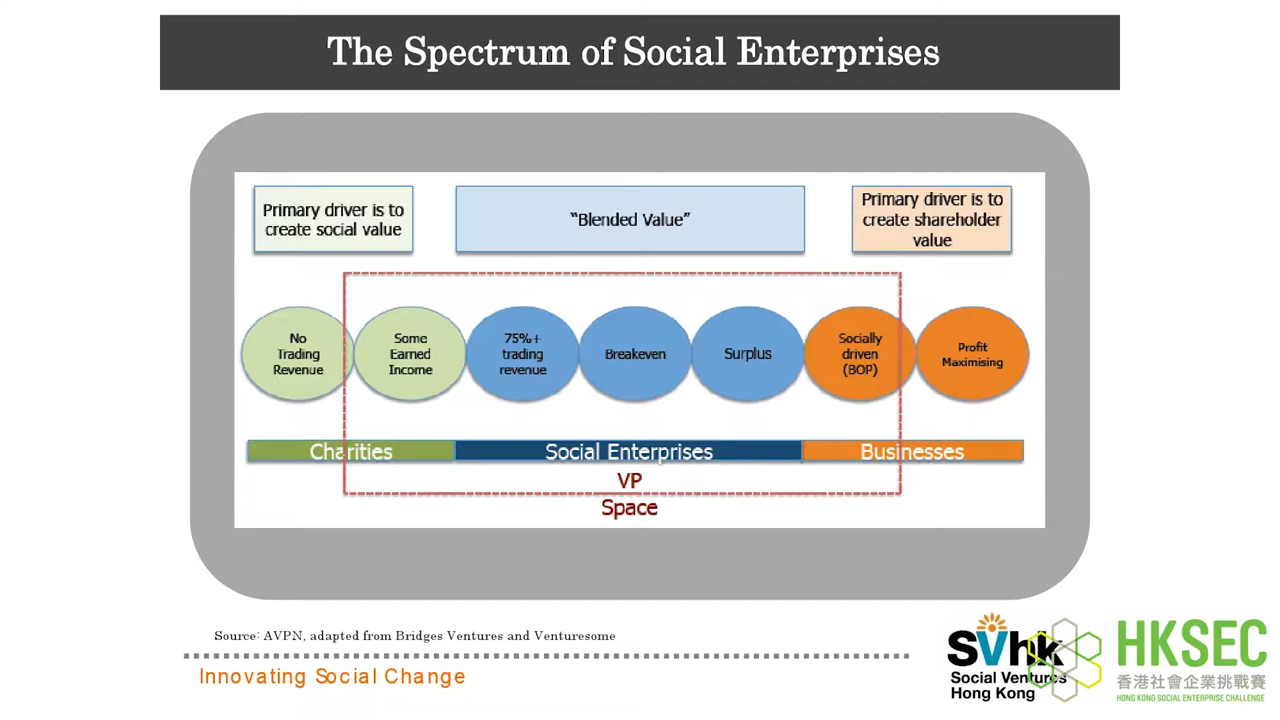 The Spectrum of Social Enterprises
Primary driver is to
create social value
“Blended Value”
Primary driver is to
create shareholder
value
No
Trading
Revenue
Some
Earned
Income
75%+
trading
revenue
Breakeven
Surplus
Socially
driven
(BOP)
Profit
Maximising
Charities
Social Enterprises
Businesses
VP
Space
Source: AVPN, adapted from Bridges Ventures and Venturesome
Innovating Social Change
SVhk
Social Ventures
Hong Kong
HKSEC
香港社會企業挑戰賽
HONG KONG SOCIAL ENTERPRISE CHALLENGE